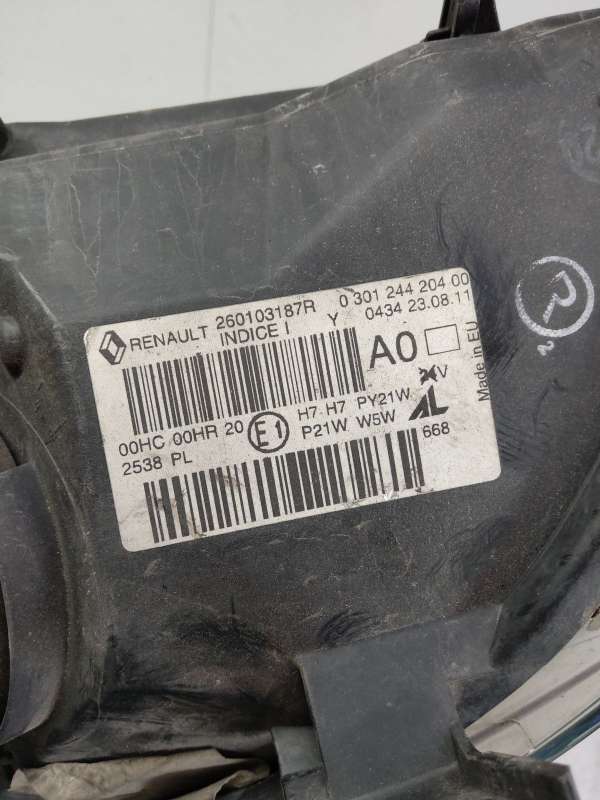 RENAULT 260103187R 0 301 244 204 00
INDICE I Y 0434 23.08.11
A0
Made in EU
00HC 00HR 20 E1 H7 H7 PY21W
2538 PL P21W W5W AL
668
R